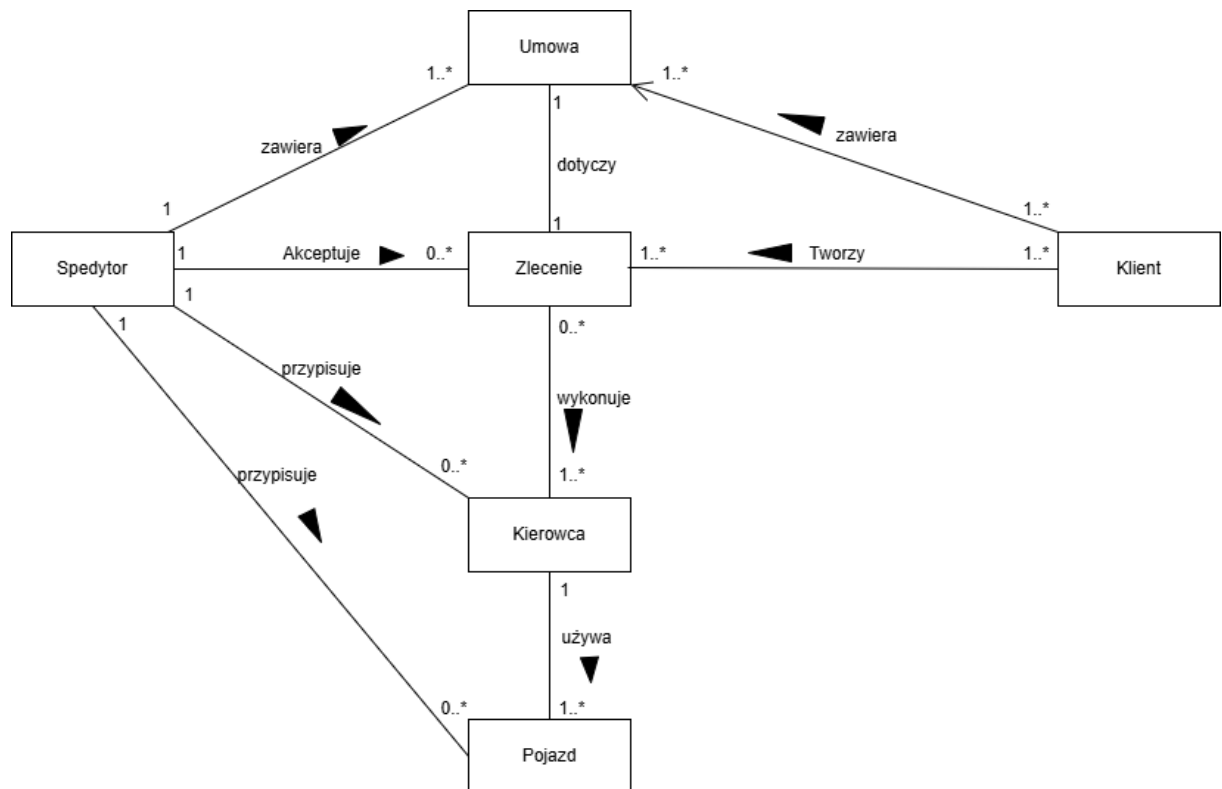 Umowa
1..*
1..*
1
zawiera
zawiera
dotyczy
1
1
1..*
Spedytor
1
Akceptuje
0..*
Zlecenie
1..*
Tworzy
1..*
Klient
1
1
0..*
przypisuje
wykonuje
przypisuje
0..*
1..*
Kierowca
1
używa
0..*
1..*
Pojazd